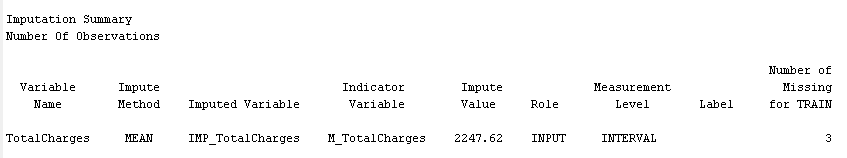 Imputation Summary
Number Of Observations
Number of
Variable Impute Indicator Impute Measurement Missing
Name Method Imputed Variable Variable Value Role Level Label for TRAIN
TotalCharges MEAN IMP_TotalCharges M_TotalCharges 2247.62 INPUT INTERVAL 3